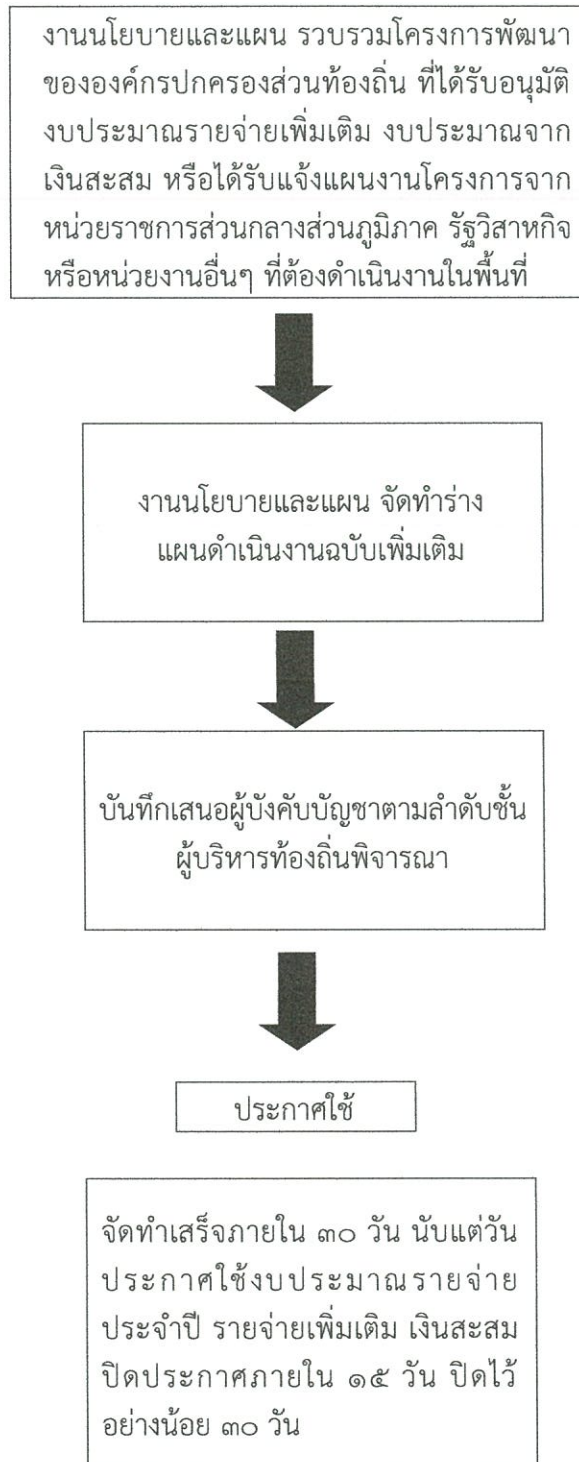 งานนโยบายและแผน รวบรวมโครงการพัฒนา
ขององค์กรปกครองส่วนท้องถิ่น ที่ได้รับอนุมัติ
งบประมาณรายจ่ายเพิ่มเติม งบประมาณจาก
เงินสะสม หรือได้รับแจ้งแผนงานโครงการจาก
หน่วยราชการส่วนกลางส่วนภูมิภาค รัฐวิสาหกิจ
หรือหน่วยงานอื่นๆ ที่ต้องดำเนินงานในพื้นที่
งานนโยบายและแผน จัดทำร่าง
แผนดำเนินงานฉบับเพิ่มเติม
บันทึกเสนอผู้บังคับบัญชาตามลำดับชั้น
ผู้บริหารท้องถิ่นพิจารณา
ประกาศใช้
จัดทำเสร็จภายใน ๓๐ วัน นับแต่วัน
ประกาศใช้งบประมาณรายจ่าย
ประจำปี รายจ่ายเพิ่มเติม เงินสะสม
ปิดประกาศภายใน ๑๕ วัน ปิดไว้
อย่างน้อย ๓๐ วัน